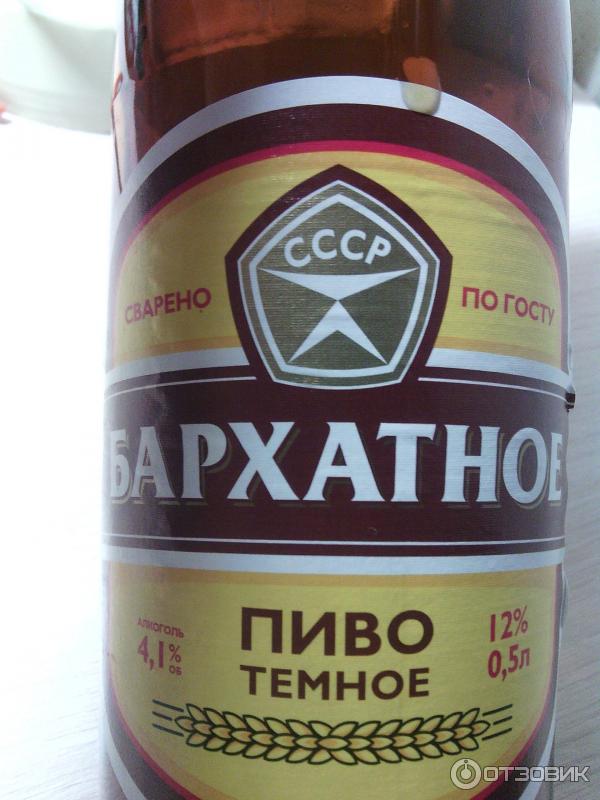 СССР
СВАРЕНО ПО ГОСТУ
БАРХАТНОЕ
АЛКОГОЛЬ
4,1% ОБ
ПИВО
ТЕМНОЕ
12%
0,5л
ОТЗОВИК